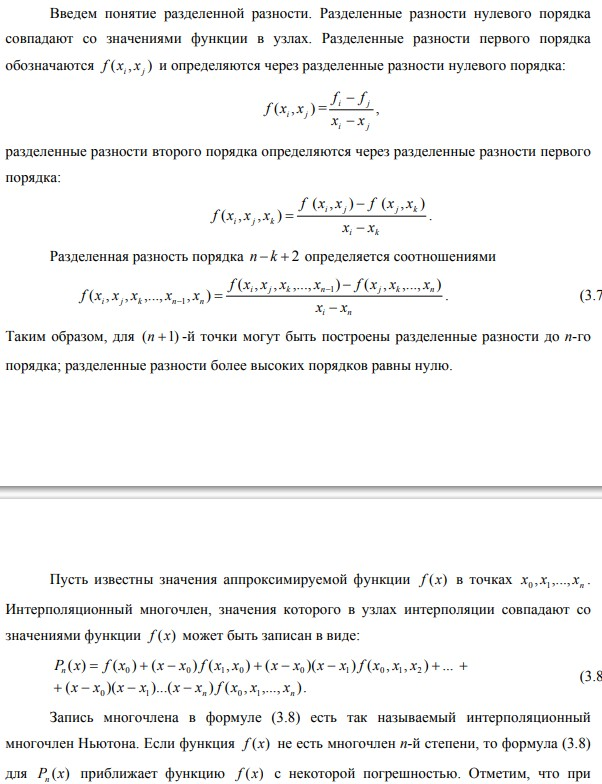 Введем понятие разделенной разности. Разделенные разности нулевого порядка
совпадают со значениями функции в узлах. Разделенные разности первого порядка
обозначаются f(x_i, x_j) и определяются через разделенные разности нулевого порядка:
f(x_i, x_j) = (f_i − f_j) / (x_i − x_j),
разделенные разности второго порядка определяются через разделенные разности первого
порядка:
f(x_i, x_j, x_k) = (f(x_i, x_j) − f(x_j, x_k)) / (x_i − x_k).
Разделенная разность порядка n − k + 2 определяется соотношениями
f(x_i, x_j, x_k, ..., x_{n−1}, x_n) = (f(x_i, x_j, x_k, ..., x_{n−1}) − f(x_j, x_k, ..., x_n)) / (x_i − x_n). (3.7
Таким образом, для (n + 1)-й точки могут быть построены разделенные разности до n-го
порядка; разделенные разности более высоких порядков равны нулю.
Пусть известны значения аппроксимируемой функции f(x) в точках x_0, x_1, ..., x_n.
Интерполяционный многочлен, значения которого в узлах интерполяции совпадают со
значениями функции f(x) может быть записан в виде:
P_n(x) = f(x_0) + (x − x_0) f(x_1, x_0) + (x − x_0)(x − x_1) f(x_0, x_1, x_2) + ... +
+ (x − x_0)(x − x_1)...(x − x_n) f(x_0, x_1, ..., x_n). (3.8
Запись многочлена в формуле (3.8) есть так называемый интерполяционный
многочлен Ньютона. Если функция f(x) не есть многочлен n-й степени, то формула (3.8)
для P_n(x) приближает функцию f(x) с некоторой погрешностью. Отметим, что при